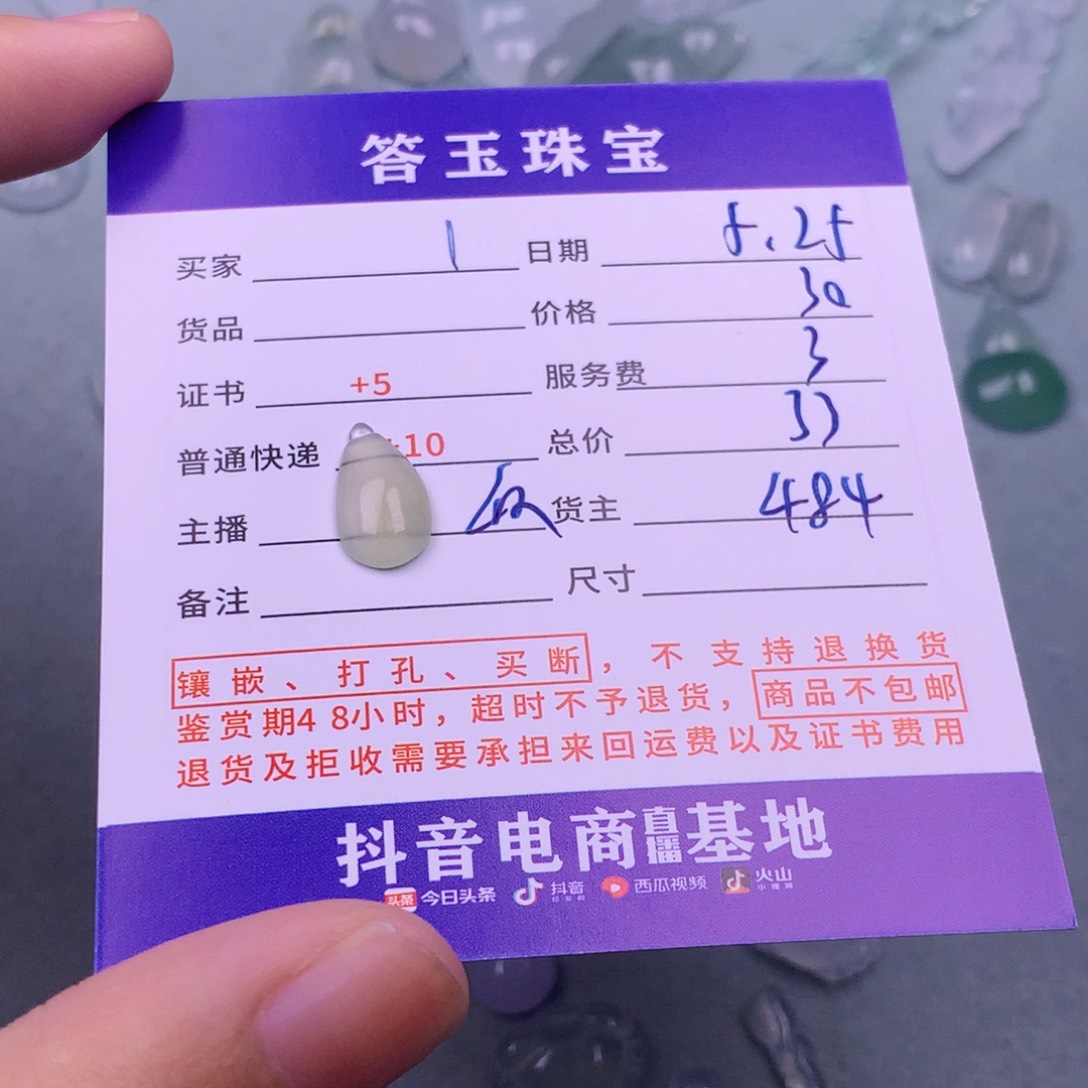 答玉珠宝
买家 1 日期 5.25
货品 价格 30
证书 +5 服务费 3
普通快递 +10 总价 33
主播 货主 484
备注 尺寸
镶嵌、打孔、买断，不支持退换货
鉴赏期48小时，超时不予退货，商品不包邮
退货及拒收需要承担来回运费以及证书费用
抖音电商直播基地
头条 今日头条 抖音 西瓜视频 火山